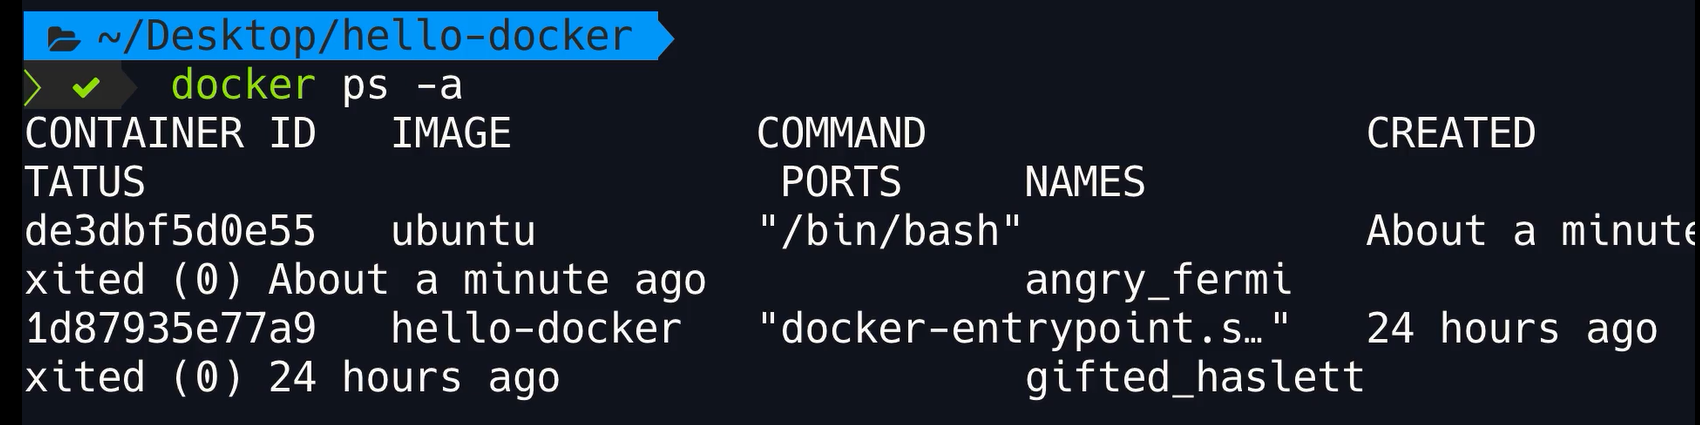 ~/Desktop/hello-docker
docker ps -a
CONTAINER ID   IMAGE          COMMAND                  CREATED
TATUS                          PORTS     NAMES
de3dbf5d0e55   ubuntu         "/bin/bash"              About a minute
xited (0) About a minute ago             angry_fermi
1d87935e77a9   hello-docker   "docker-entrypoint.s…"   24 hours ago
xited (0) 24 hours ago                   gifted_haslett